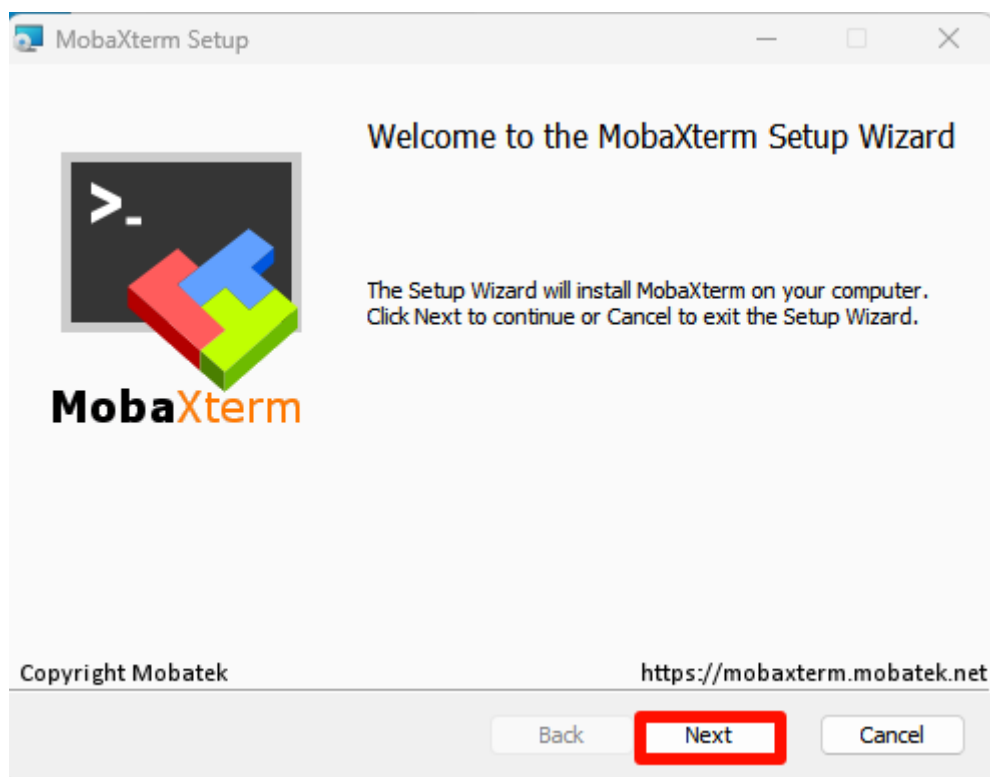 MobaXterm Setup
Welcome to the MobaXterm Setup Wizard
>_
The Setup Wizard will install MobaXterm on your computer.
Click Next to continue or Cancel to exit the Setup Wizard.
MobaXterm
Copyright Mobatek
https://mobaxterm.mobatek.net
Back
Next
Cancel